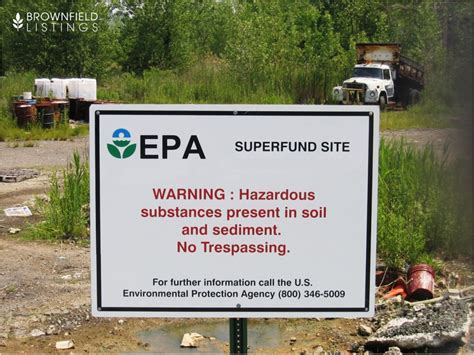 BROWNFIELD
LISTINGS
EPA SUPERFUND SITE
WARNING : Hazardous
substances present in soil
and sediment.
No Trespassing.
For further information call the U.S.
Environmental Protection Agency (800) 346-5009